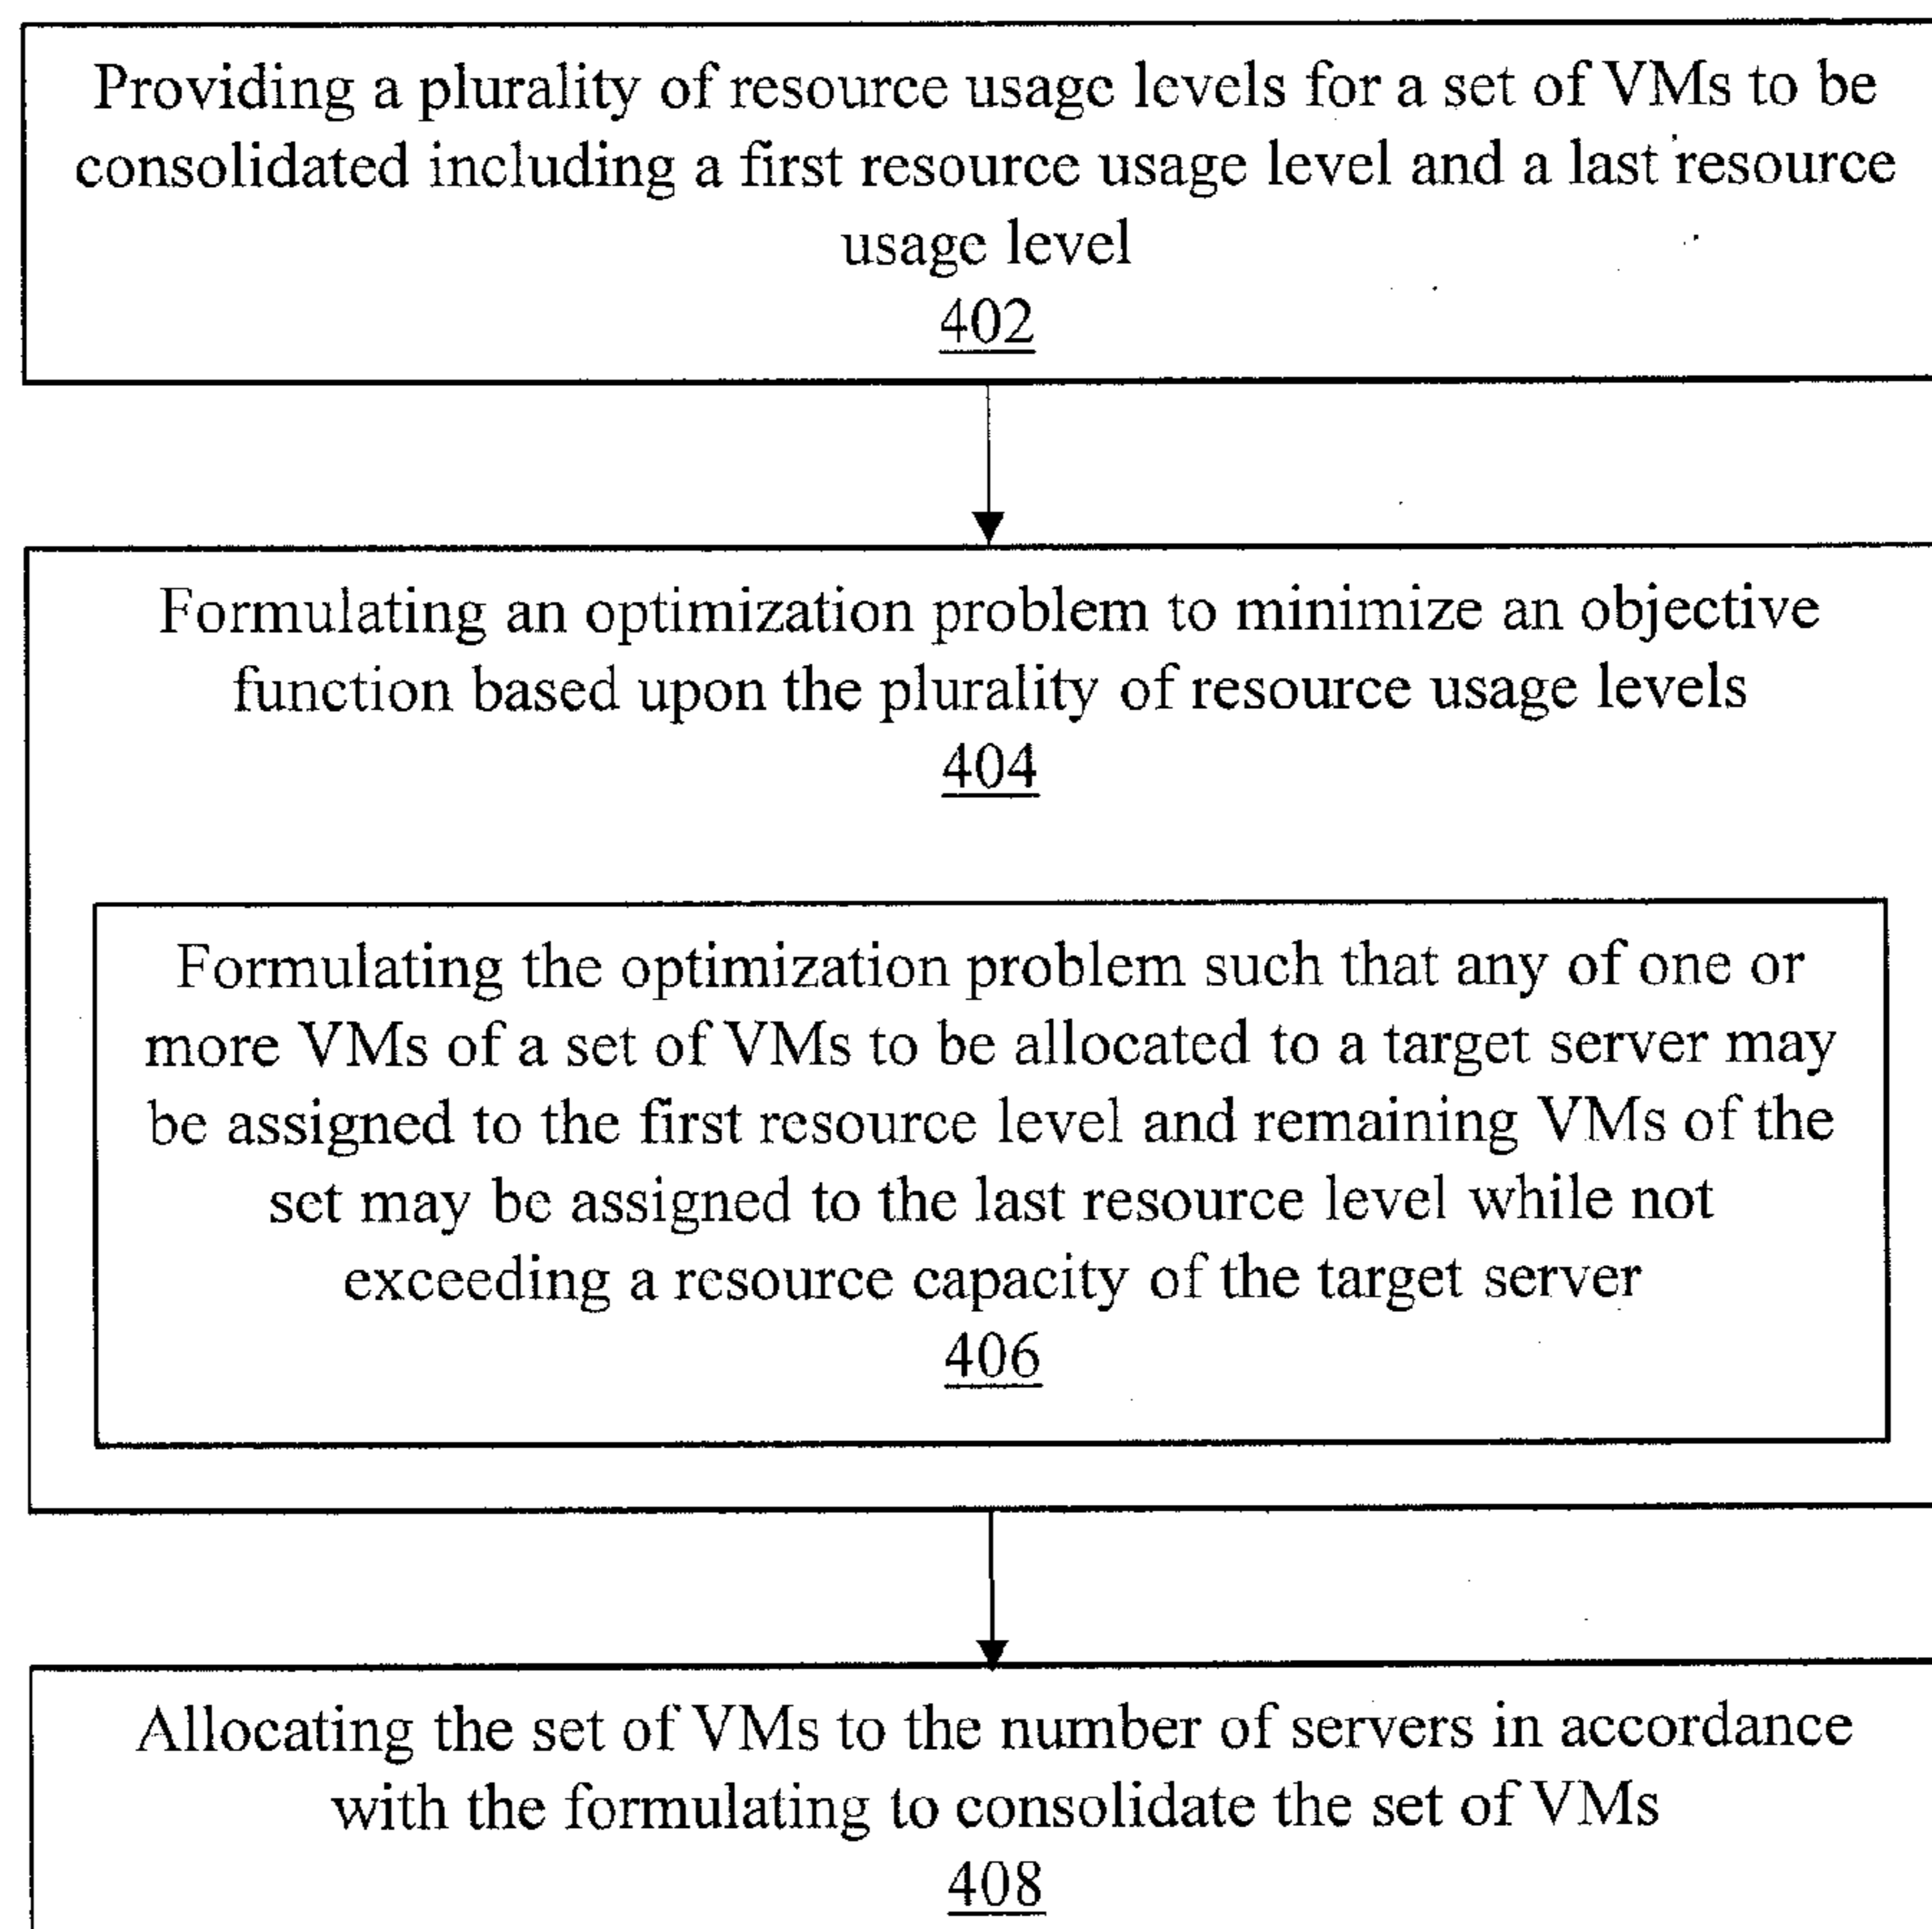 Providing a plurality of resource usage levels for a set of VMs to be
consolidated including a first resource usage level and a last resource
usage level
402
Formulating an optimization problem to minimize an objective
function based upon the plurality of resource usage levels
404
Formulating the optimization problem such that any of one or
more VMs of a set of VMs to be allocated to a target server may
be assigned to the first resource level and remaining VMs of the
set may be assigned to the last resource level while not
exceeding a resource capacity of the target server
406
Allocating the set of VMs to the number of servers in accordance
with the formulating to consolidate the set of VMs
408